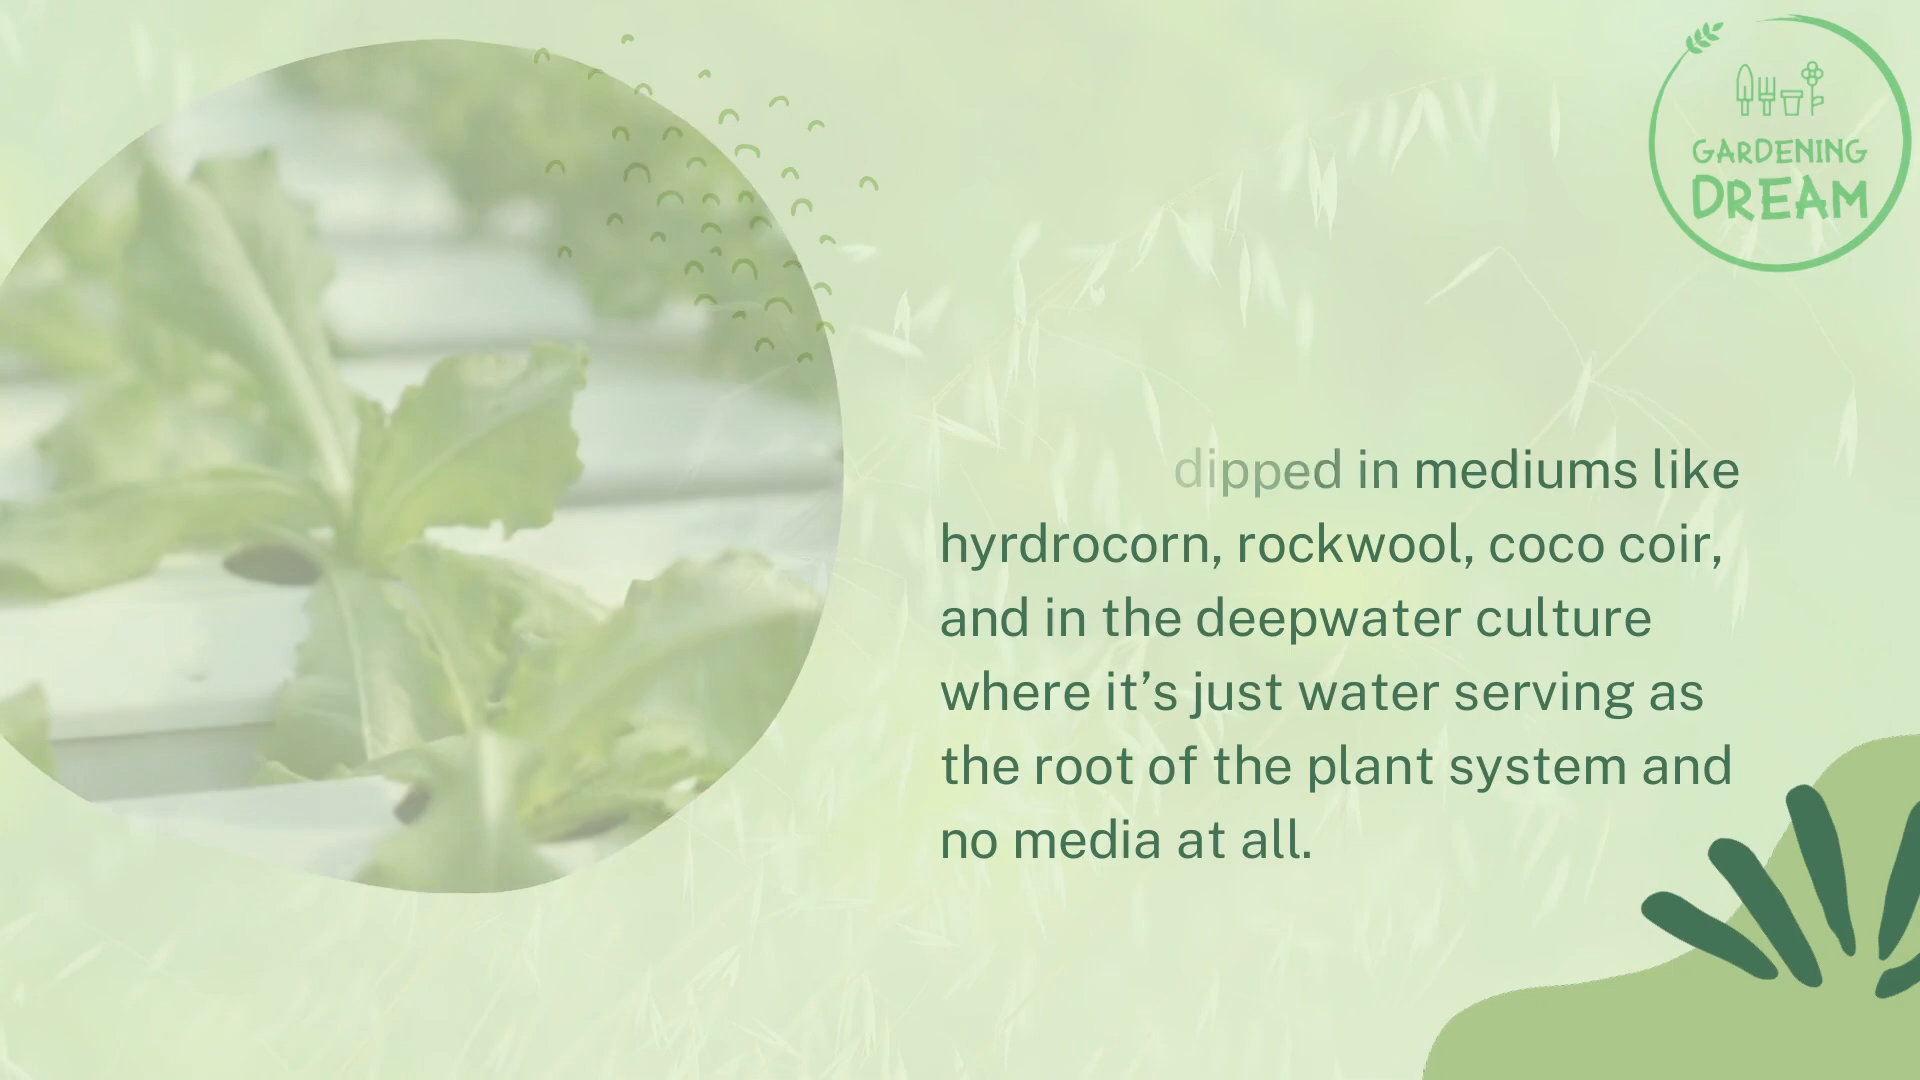 GARDENING
DREAM
dipped in mediums like
hyrdrocorn, rockwool, coco coir,
and in the deepwater culture
where it’s just water serving as
the root of the plant system and
no media at all.